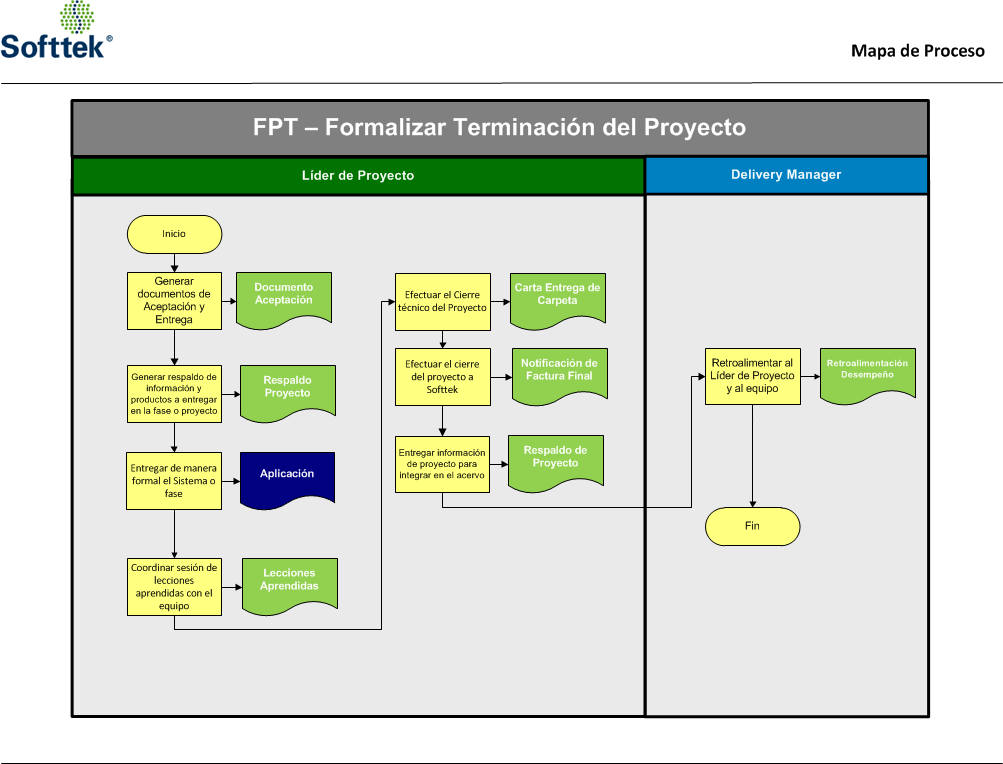 Softtek®
Mapa de Proceso
FPT – Formalizar Terminación del Proyecto
Líder de Proyecto
Delivery Manager
Inicio
Generar
documentos de
Aceptación y
Entrega
Documento
Aceptación
Generar respaldo de
información y
productos a entregar
en la fase o proyecto
Respaldo
Proyecto
Entregar de manera
formal el Sistema o
fase
Aplicación
Coordinar sesión de
lecciones
aprendidas con el
equipo
Lecciones
Aprendidas
Efectuar el Cierre
técnico del Proyecto
Carta Entrega de
Carpeta
Efectuar el cierre
del proyecto a
Softtek
Notificación de
Factura Final
Entregar información
de proyecto para
integrar en el acervo
Respaldo de
Proyecto
Retroalimentar al
Líder de Proyecto
y al equipo
Retroalimentación
Desempeño
Fin